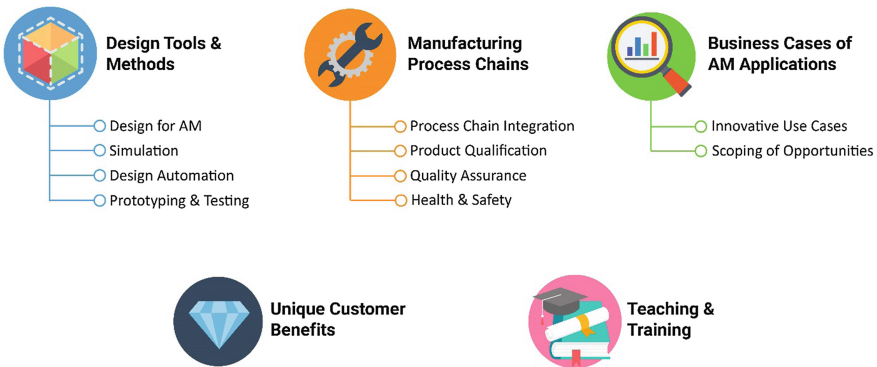 Design Tools &
Methods
Design for AM
Simulation
Design Automation
Prototyping & Testing
Manufacturing
Process Chains
Process Chain Integration
Product Qualification
Quality Assurance
Health & Safety
Business Cases of
AM Applications
Innovative Use Cases
Scoping of Opportunities
Unique Customer
Benefits
Teaching &
Training